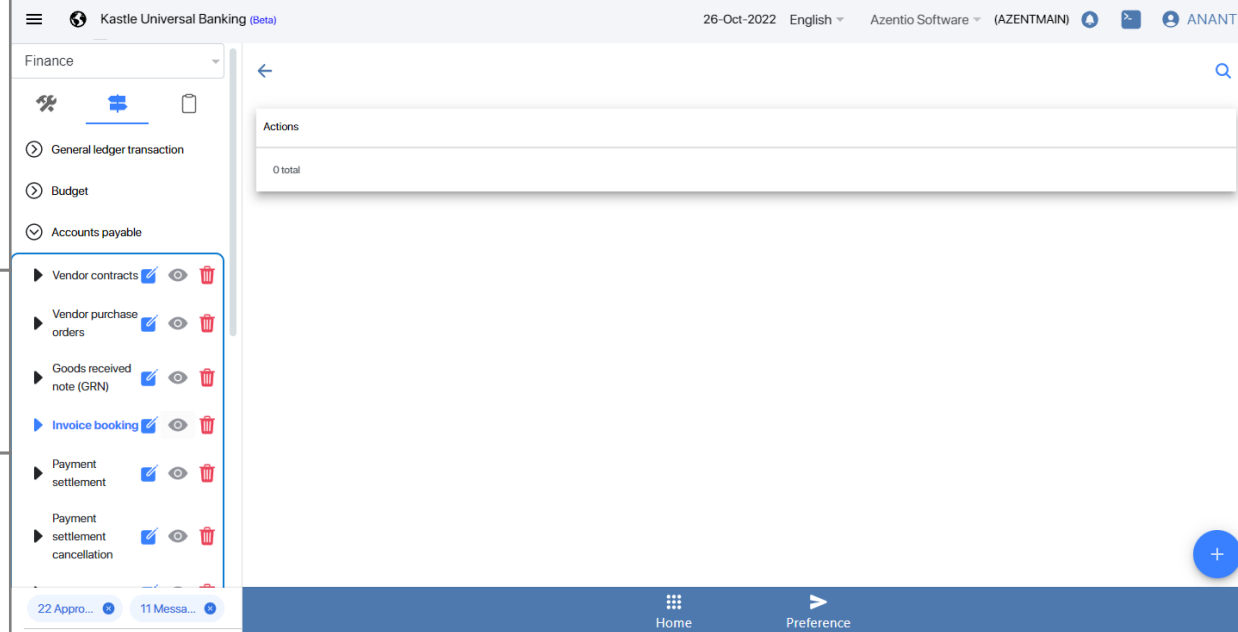 Kastle Universal Banking (Beta)
26-Oct-2022 English Azentio Software (AZENTMAIN) ANANT
Finance
General ledger transaction
Budget
Accounts payable
Vendor contracts
Vendor purchase
orders
Goods received
note (GRN)
Invoice booking
Payment
settlement
Payment
settlement
cancellation
22 Appro... 11 Messa...
Actions
0 total
Home Preference